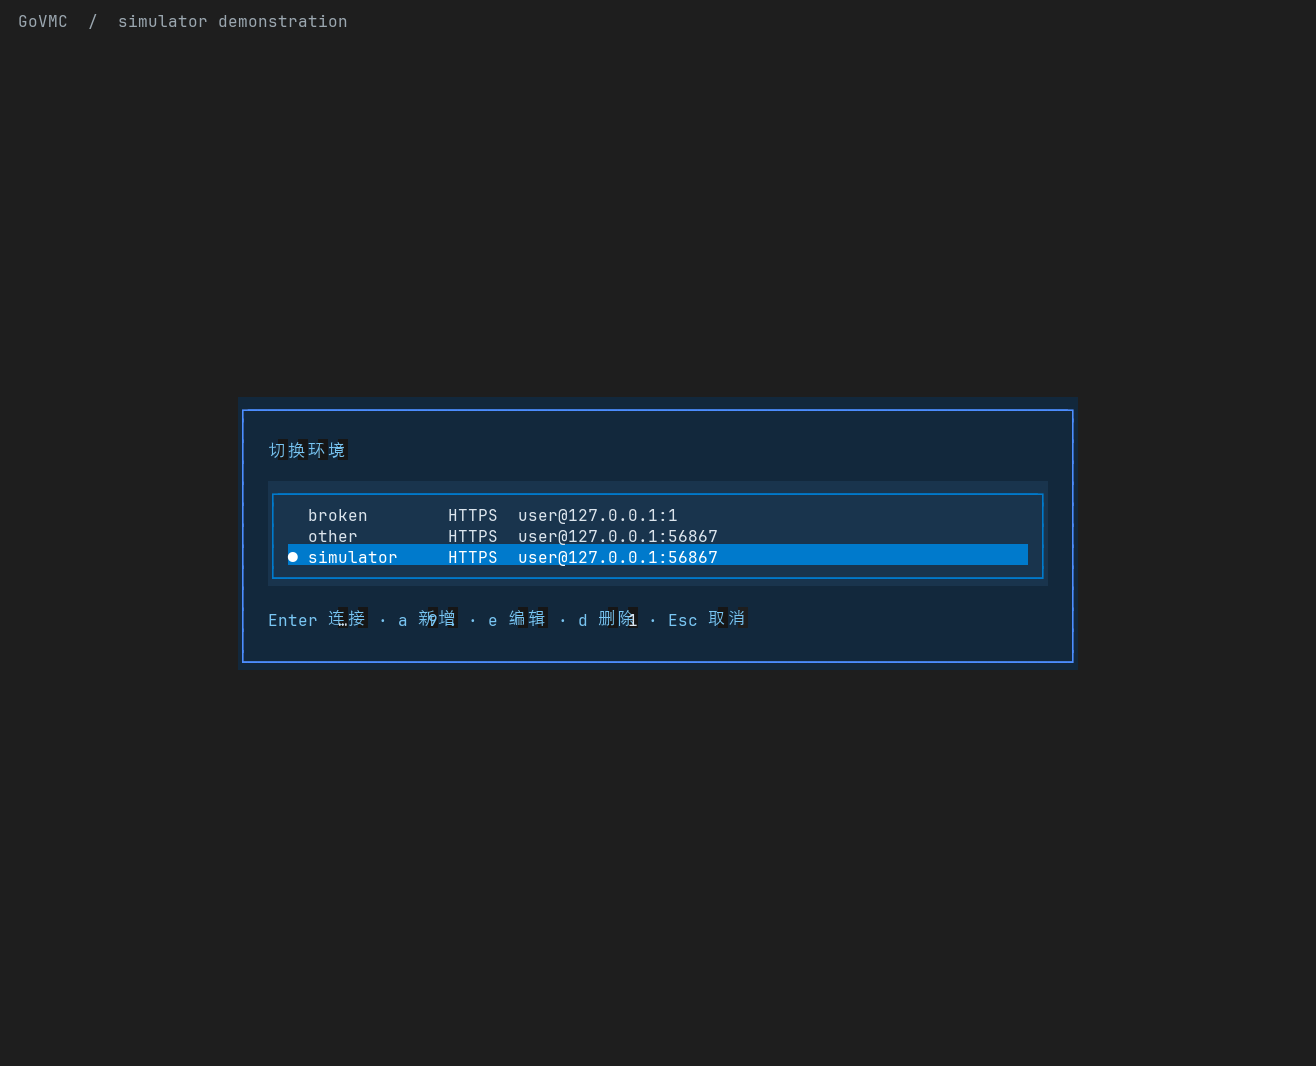 GoVMC / simulator demonstration
切换环境
broken HTTPS user@127.0.0.1:1
other HTTPS user@127.0.0.1:56867
● simulator HTTPS user@127.0.0.1:56867
Enter 连接 · a 新增 · e 编辑 · d 删除 · Esc 取消